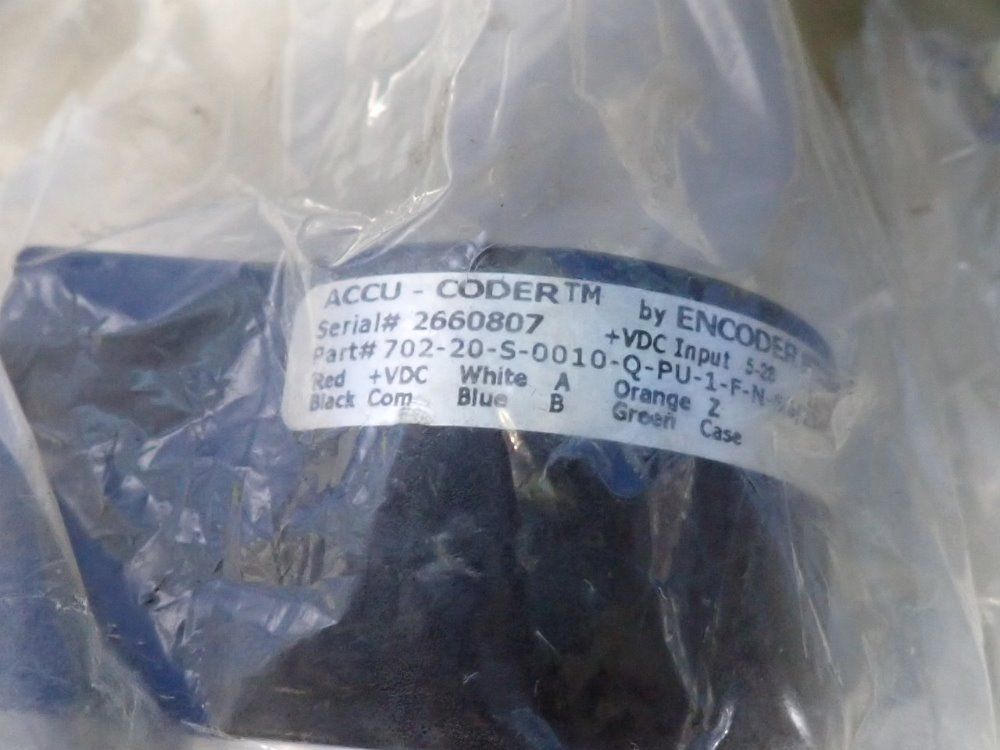 ACCU - CODER™ by ENCODER
Serial# 2660807 +VDC Input 5-28
Part# 702-20-S-0010-Q-PU-1-F-N-
Red +VDC White A Orange Z
Black Com Blue B Green Case